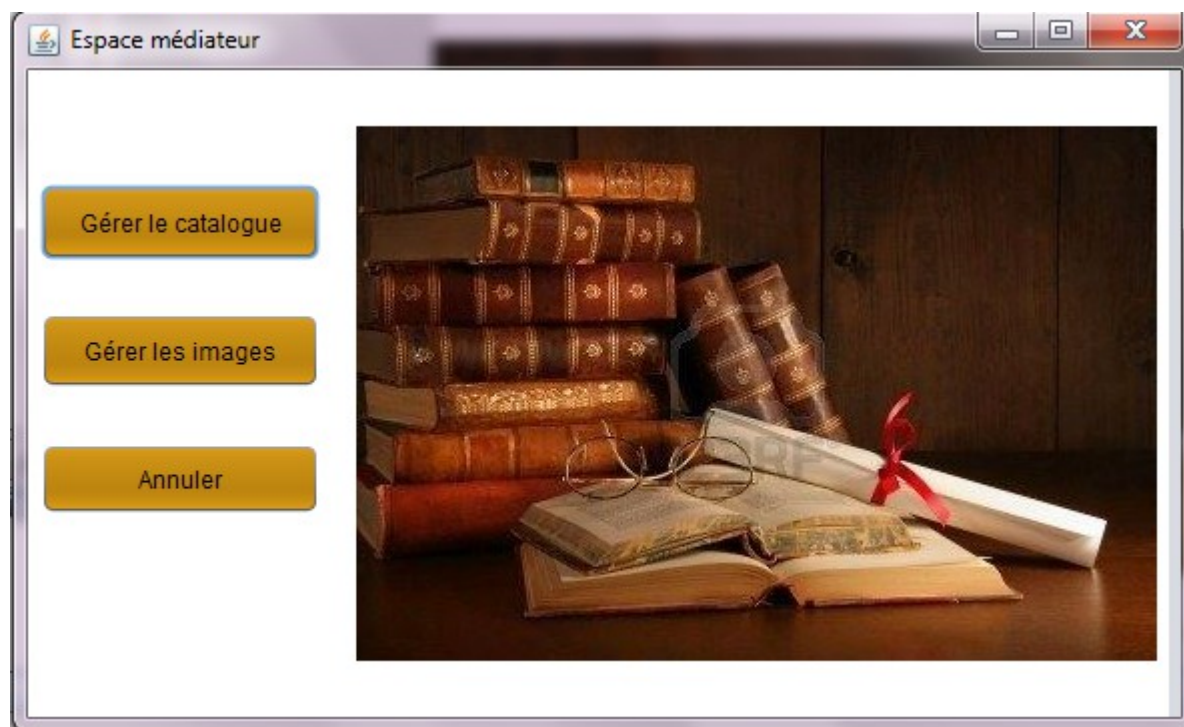 Espace médiateur
Gérer le catalogue
Gérer les images
Annuler